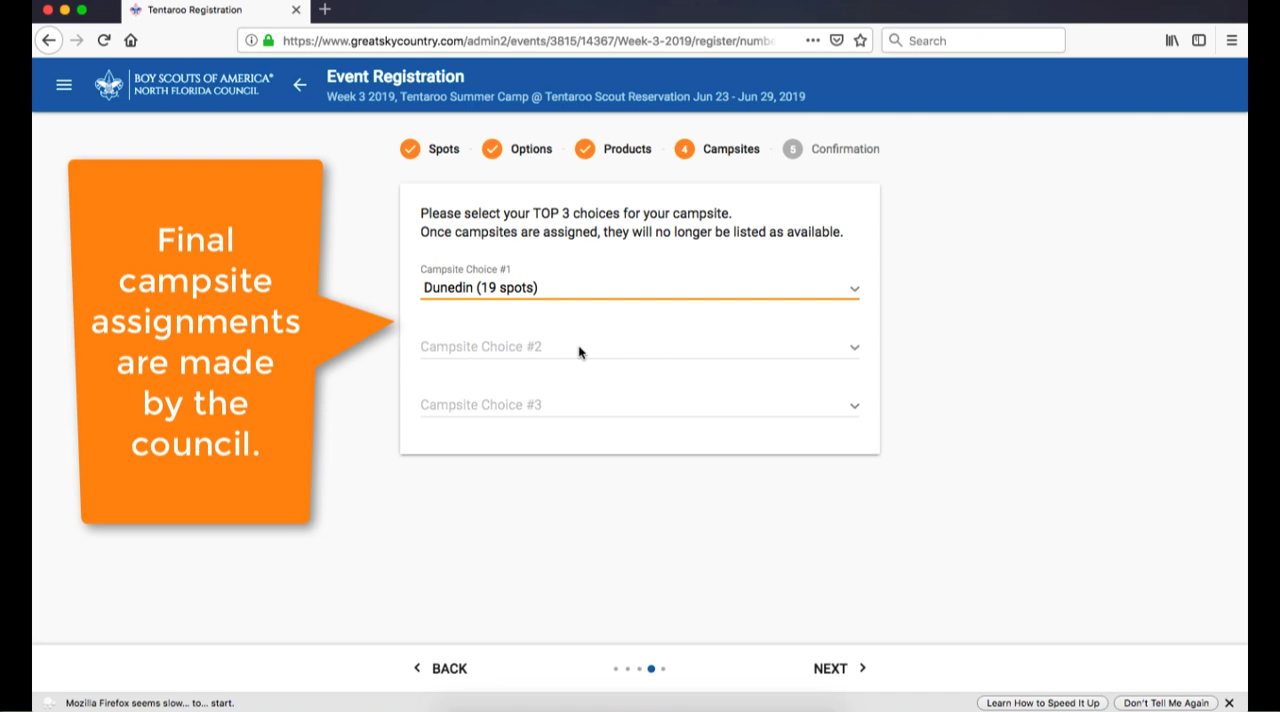 Tentaroo Registration
https://www.greatskycountry.com/admin2/events/3815/14367/Week-3-2019/register/numbe
Search
BOY SCOUTS OF AMERICA®
NORTH FLORIDA COUNCIL
Event Registration
Week 3 2019, Tentaroo Summer Camp @ Tentaroo Scout Reservation Jun 23 - Jun 29, 2019
Spots
Options
Products
4 Campsites
5 Confirmation
Final
campsite
assignments
are made
by the
council.
Please select your TOP 3 choices for your campsite.
Once campsites are assigned, they will no longer be listed as available.
Campsite Choice #1
Dunedin (19 spots)
Campsite Choice #2
Campsite Choice #3
BACK
NEXT
Mozilla Firefox seems slow... to... start.
Learn How to Speed It Up
Don't Tell Me Again